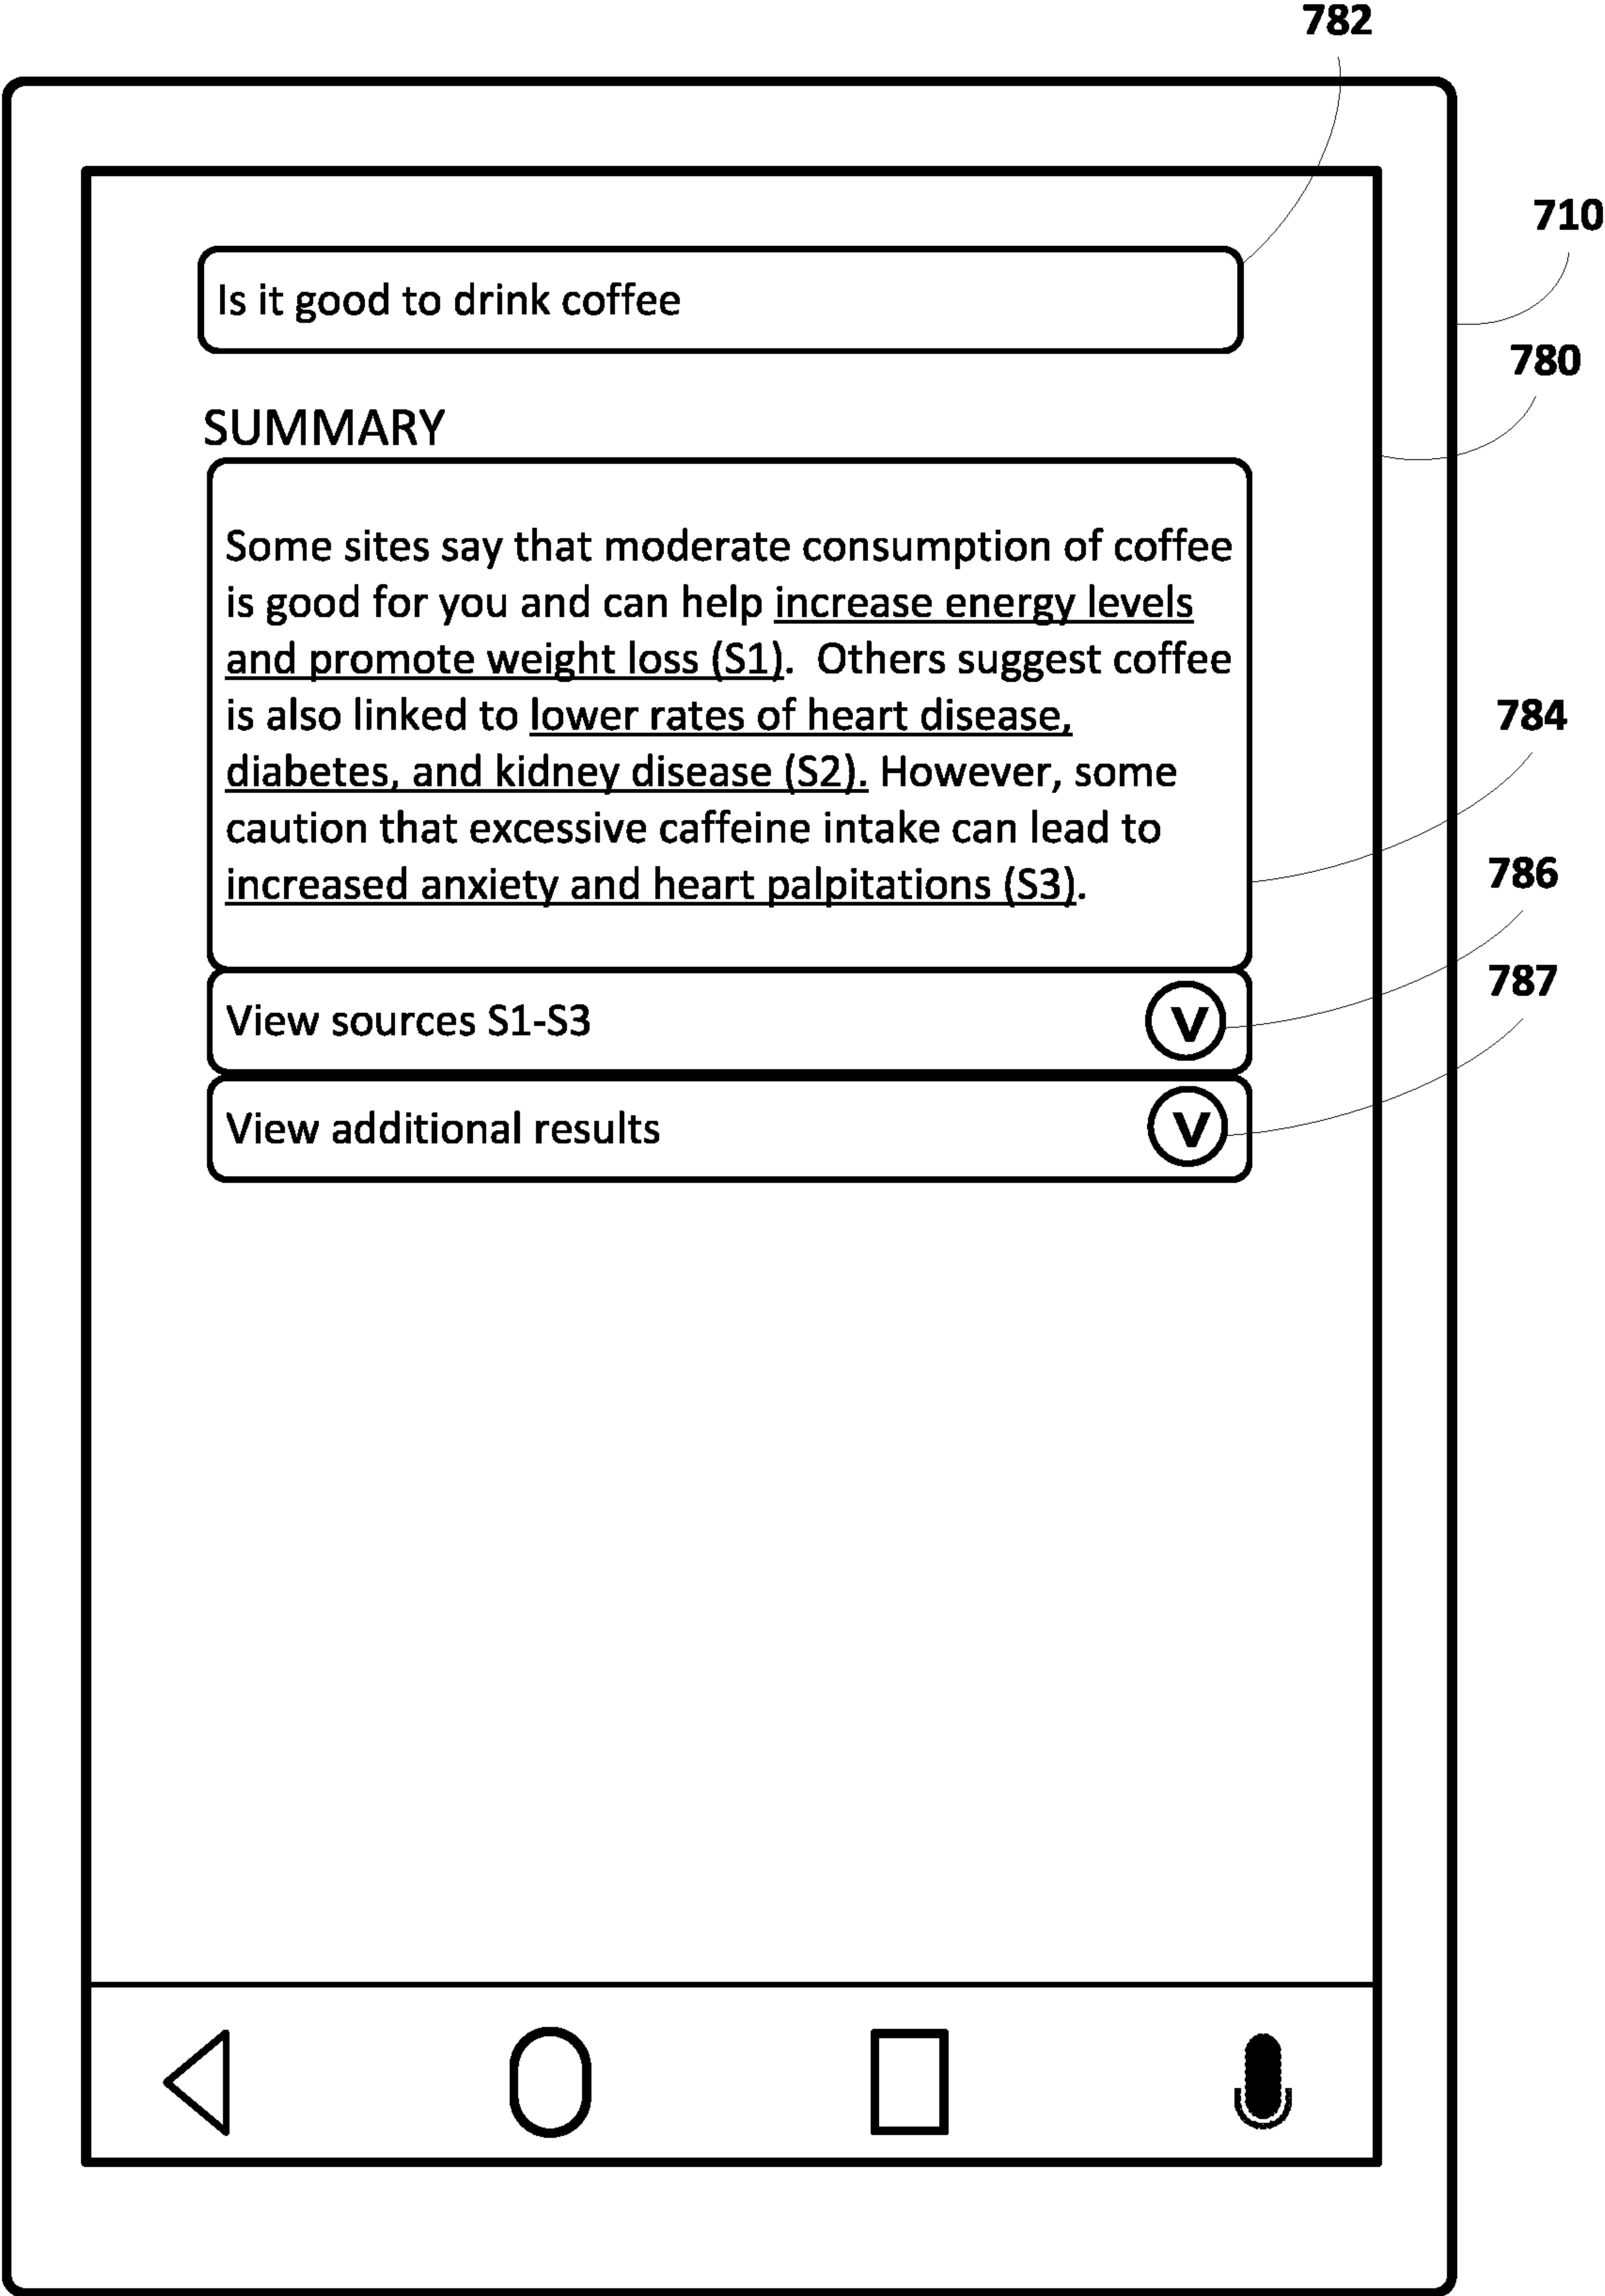 782
710
Is it good to drink coffee
780
SUMMARY
Some sites say that moderate consumption of coffee
is good for you and can help increase energy levels
and promote weight loss (S1).  Others suggest coffee
is also linked to lower rates of heart disease,
784
diabetes, and kidney disease (S2). However, some
caution that excessive caffeine intake can lead to
786
increased anxiety and heart palpitations (S3).
787
View sources S1-S3
V
View additional results
V